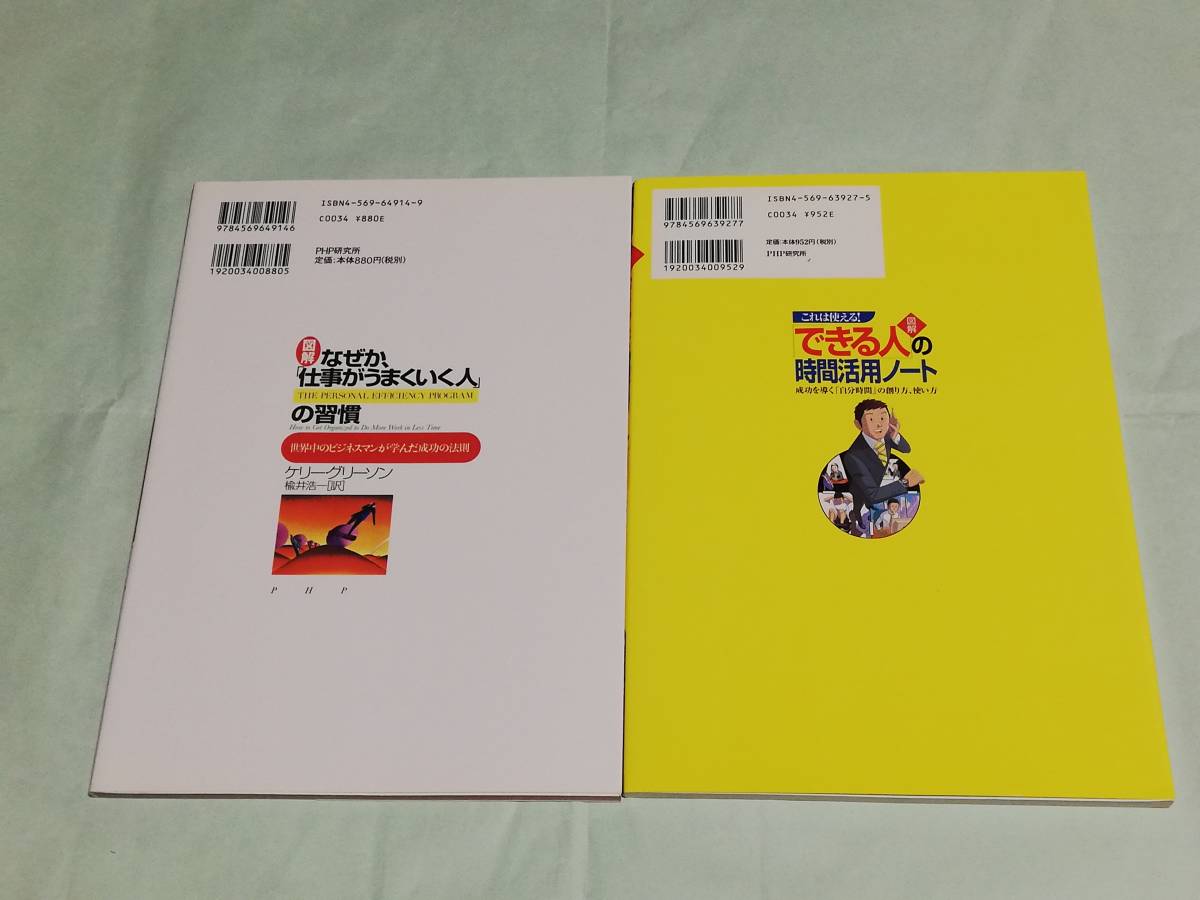 ISBN4-569-64914-9
C0034 ¥880E
9784569649146
PHP研究所
定価:本体880円(税別)
1920034008805
図解
なぜか、
「仕事がうまくいく人」
THE PERSONAL EFFICIENCY PROGRAM
の習慣
How to Get Organized to Do More Work in Less Time
世界中のビジネスマンが学んだ成功の法則
ケリー・グリーソン
楡井浩一[訳]
P H P
ISBN4-569-63927-5
C0034 ¥952E
9784569639277
定価:本体952円(税別)
PHP研究所
1920034009529
これは使える!
図解
「できる人」の
時間活用ノート
成功を導く「自分時間」の創り方、使い方